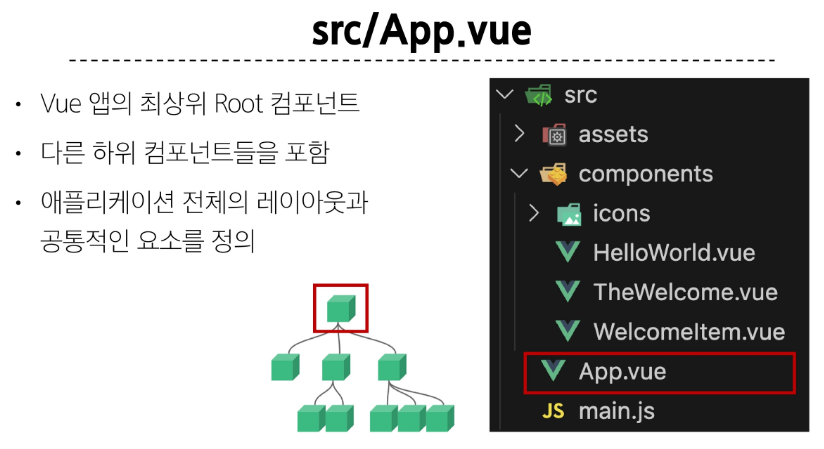 src/App.vue
• Vue 앱의 최상위 Root 컴포넌트
• 다른 하위 컴포넌트들을 포함
• 애플리케이션 전체의 레이아웃과
공통적인 요소를 정의
src
assets
components
icons
HelloWorld.vue
TheWelcome.vue
WelcomeItem.vue
App.vue
JS main.js